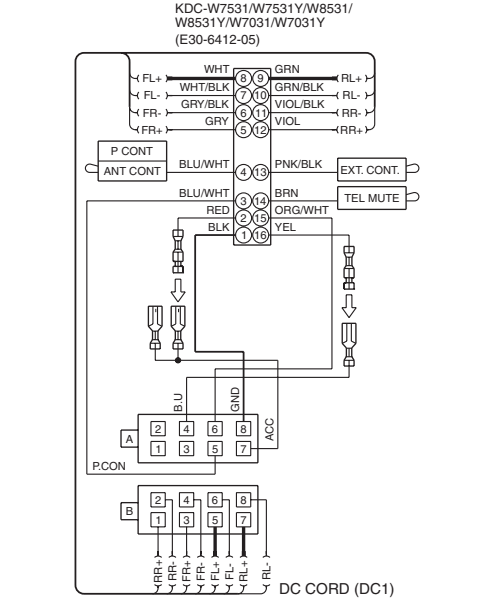 KDC-W7531/W7531Y/W8531/
W8531Y/W7031/W7031Y
(E30-6412-05)
FL+ WHT 8 9 GRN RL+
FL- WHT/BLK 7 10 GRN/BLK RL-
FR- GRY/BLK 6 11 VIOL/BLK RR-
FR+ GRY 5 12 VIOL RR+
P CONT
ANT CONT BLU/WHT 4 13 PNK/BLK EXT. CONT.
BLU/WHT 3 14 BRN TEL MUTE
RED 2 15 ORG/WHT
BLK 1 16 YEL
B.U GND ACC
A
2 4 6 8
1 3 5 7
P.CON
B
2 4 6 8
1 3 5 7
RR+ RR- FR+ FR- FL+ FL- RL+ RL-
DC CORD (DC1)